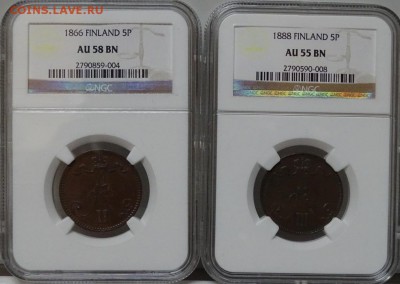 COINS.LAVE.RU
1866 FINLAND 5P
AU 58 BN
2790859-004
NGC
1888 FINLAND 5P
AU 55 BN
2790590-008
NGC